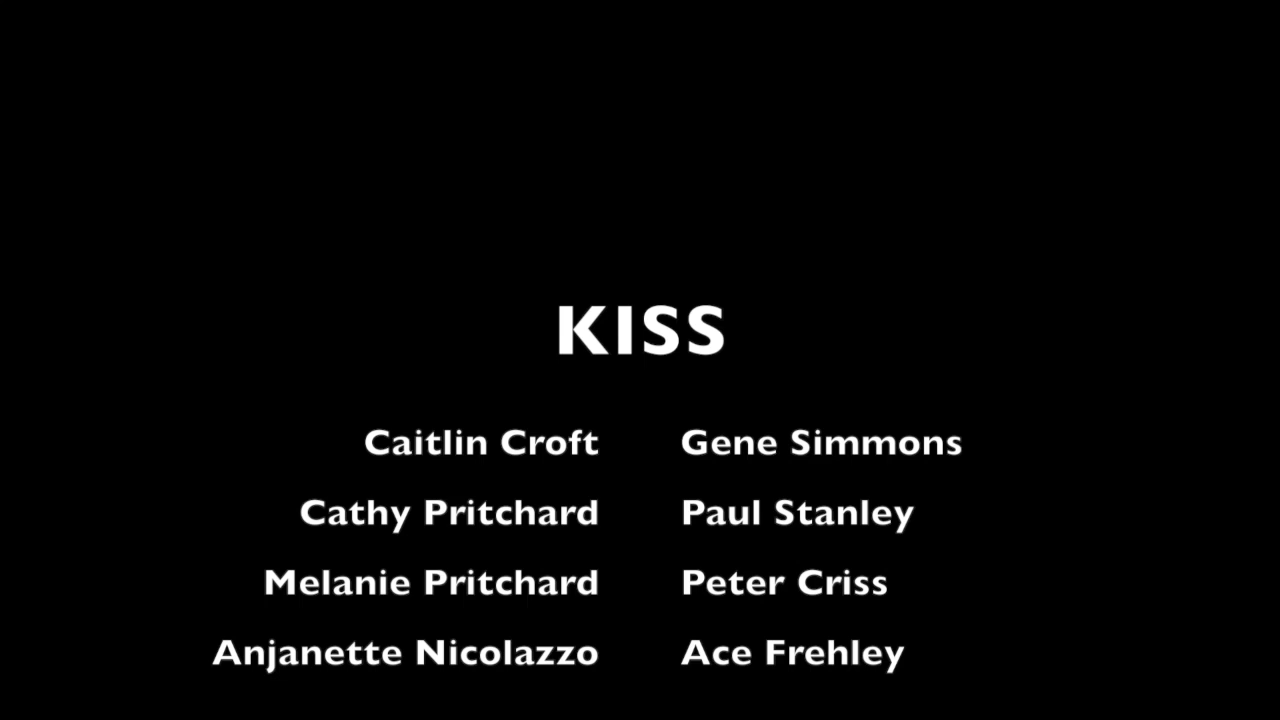 KISS
Caitlin Croft Gene Simmons
Cathy Pritchard Paul Stanley
Melanie Pritchard Peter Criss
Anjanette Nicolazzo Ace Frehley